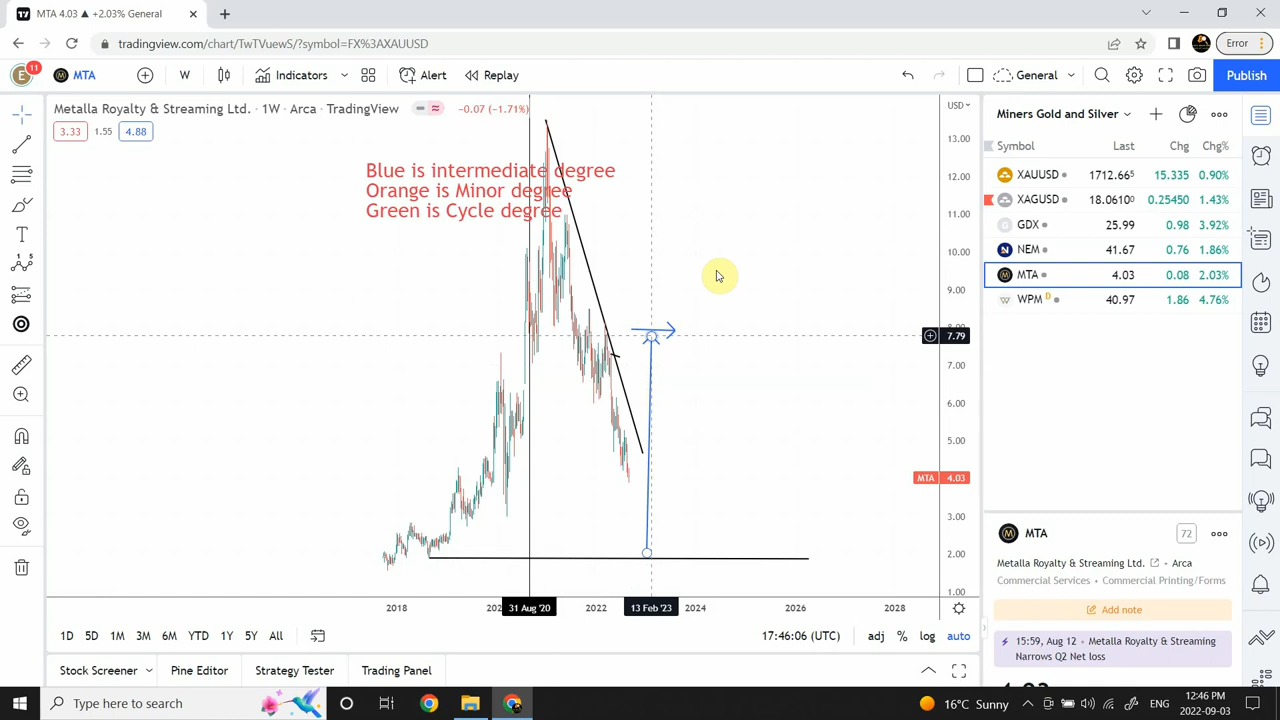 MTA 4.03 ▲ +2.03% General
tradingview.com/chart/TwTVuewS/?symbol=FX%3AXAUUSD
Error
E 11 MTA W Indicators Alert Replay General Publish
Metalla Royalty & Streaming Ltd. · 1W · Arca · TradingView −0.07 (−1.71%) USD
3.33 1.55 4.88
Blue is intermediate degree
Orange is Minor degree
Green is Cycle degree
13.00
12.00
11.00
10.00
9.00
8.00
7.79
7.00
6.00
5.00
MTA 4.03
3.00
2.00
1.00
2018 202 31 Aug '20 2022 13 Feb '23 2024 2026 2028
1D 5D 1M 3M 6M YTD 1Y 5Y All 17:46:06 (UTC) adj % log auto
Stock Screener Pine Editor Strategy Tester Trading Panel
Miners Gold and Silver
Symbol Last Chg Chg%
XAUUSD 1712.665 15.335 0.90%
XAGUSD 18.06100 0.25450 1.43%
GDX 25.99 0.98 3.92%
NEM 41.67 0.76 1.86%
MTA 4.03 0.08 2.03%
WPM D 40.97 1.86 4.76%
MTA 72
Metalla Royalty & Streaming Ltd. · Arca
Commercial Services · Commercial Printing/Forms
Add note
15:59, Aug 12 · Metalla Royalty & Streaming
Narrows Q2 Net loss
Type here to search
16°C Sunny
ENG
12:46 PM
2022-09-03